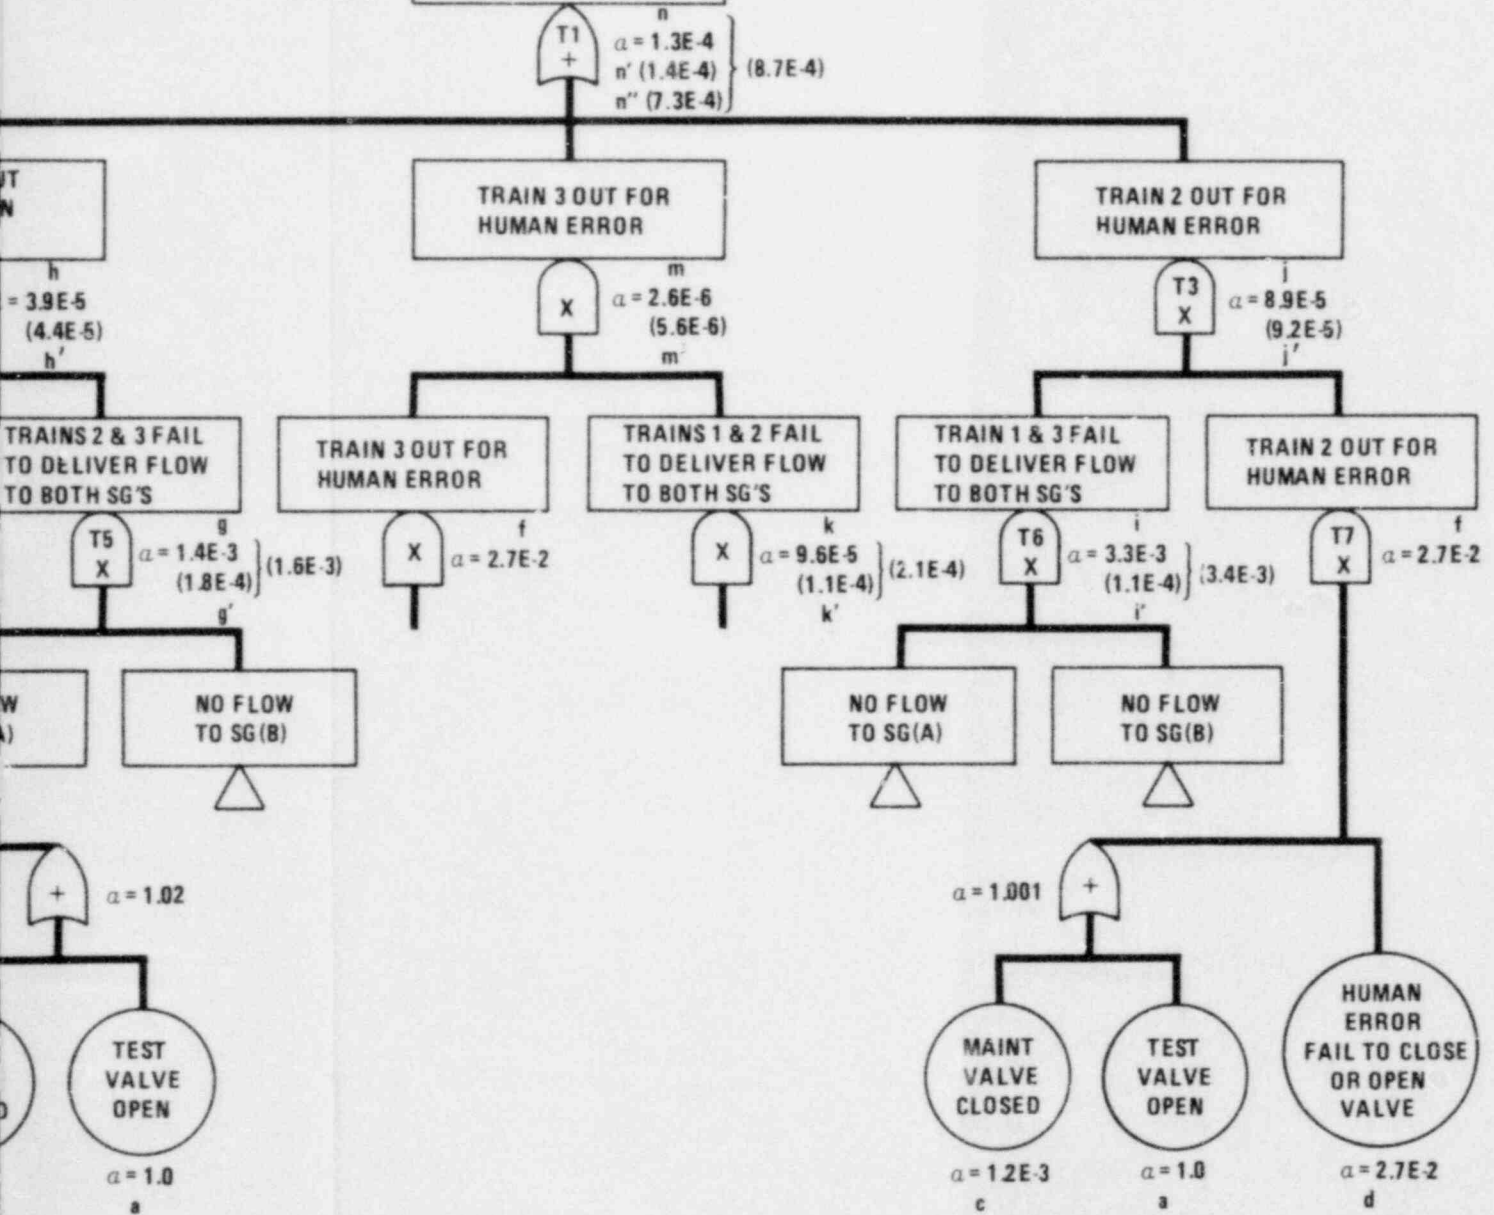 n
T1
+
a = 1.3E-4
n' (1.4E-4)
n'' (7.3E-4)
(8.7E-4)
UT
N
h
= 3.9E-5
(4.4E-5)
h'
TRAIN 3 OUT FOR
HUMAN ERROR
m
X
a = 2.6E-6
(5.6E-6)
m'
TRAIN 2 OUT FOR
HUMAN ERROR
j
T3
X
a = 8.9E-5
(9.2E-5)
j'
TRAINS 2 & 3 FAIL
TO DELIVER FLOW
TO BOTH SG'S
g
T5
X
a = 1.4E-3
(1.8E-4)
(1.6E-3)
g'
TRAIN 3 OUT FOR
HUMAN ERROR
f
X
a = 2.7E-2
TRAINS 1 & 2 FAIL
TO DELIVER FLOW
TO BOTH SG'S
k
X
a = 9.6E-5
(1.1E-4)
(2.1E-4)
k'
TRAIN 1 & 3 FAIL
TO DELIVER FLOW
TO BOTH SG'S
i
T6
X
a = 3.3E-3
(1.1E-4)
(3.4E-3)
i'
TRAIN 2 OUT FOR
HUMAN ERROR
f
T7
X
a = 2.7E-2
W
A)
NO FLOW
TO SG(B)
NO FLOW
TO SG(A)
NO FLOW
TO SG(B)
+
a = 1.02
a = 1.001
+
TEST
VALVE
OPEN
a = 1.0
a
MAINT
VALVE
CLOSED
a = 1.2E-3
c
TEST
VALVE
OPEN
a = 1.0
a
HUMAN
ERROR
FAIL TO CLOSE
OR OPEN
VALVE
a = 2.7E-2
d